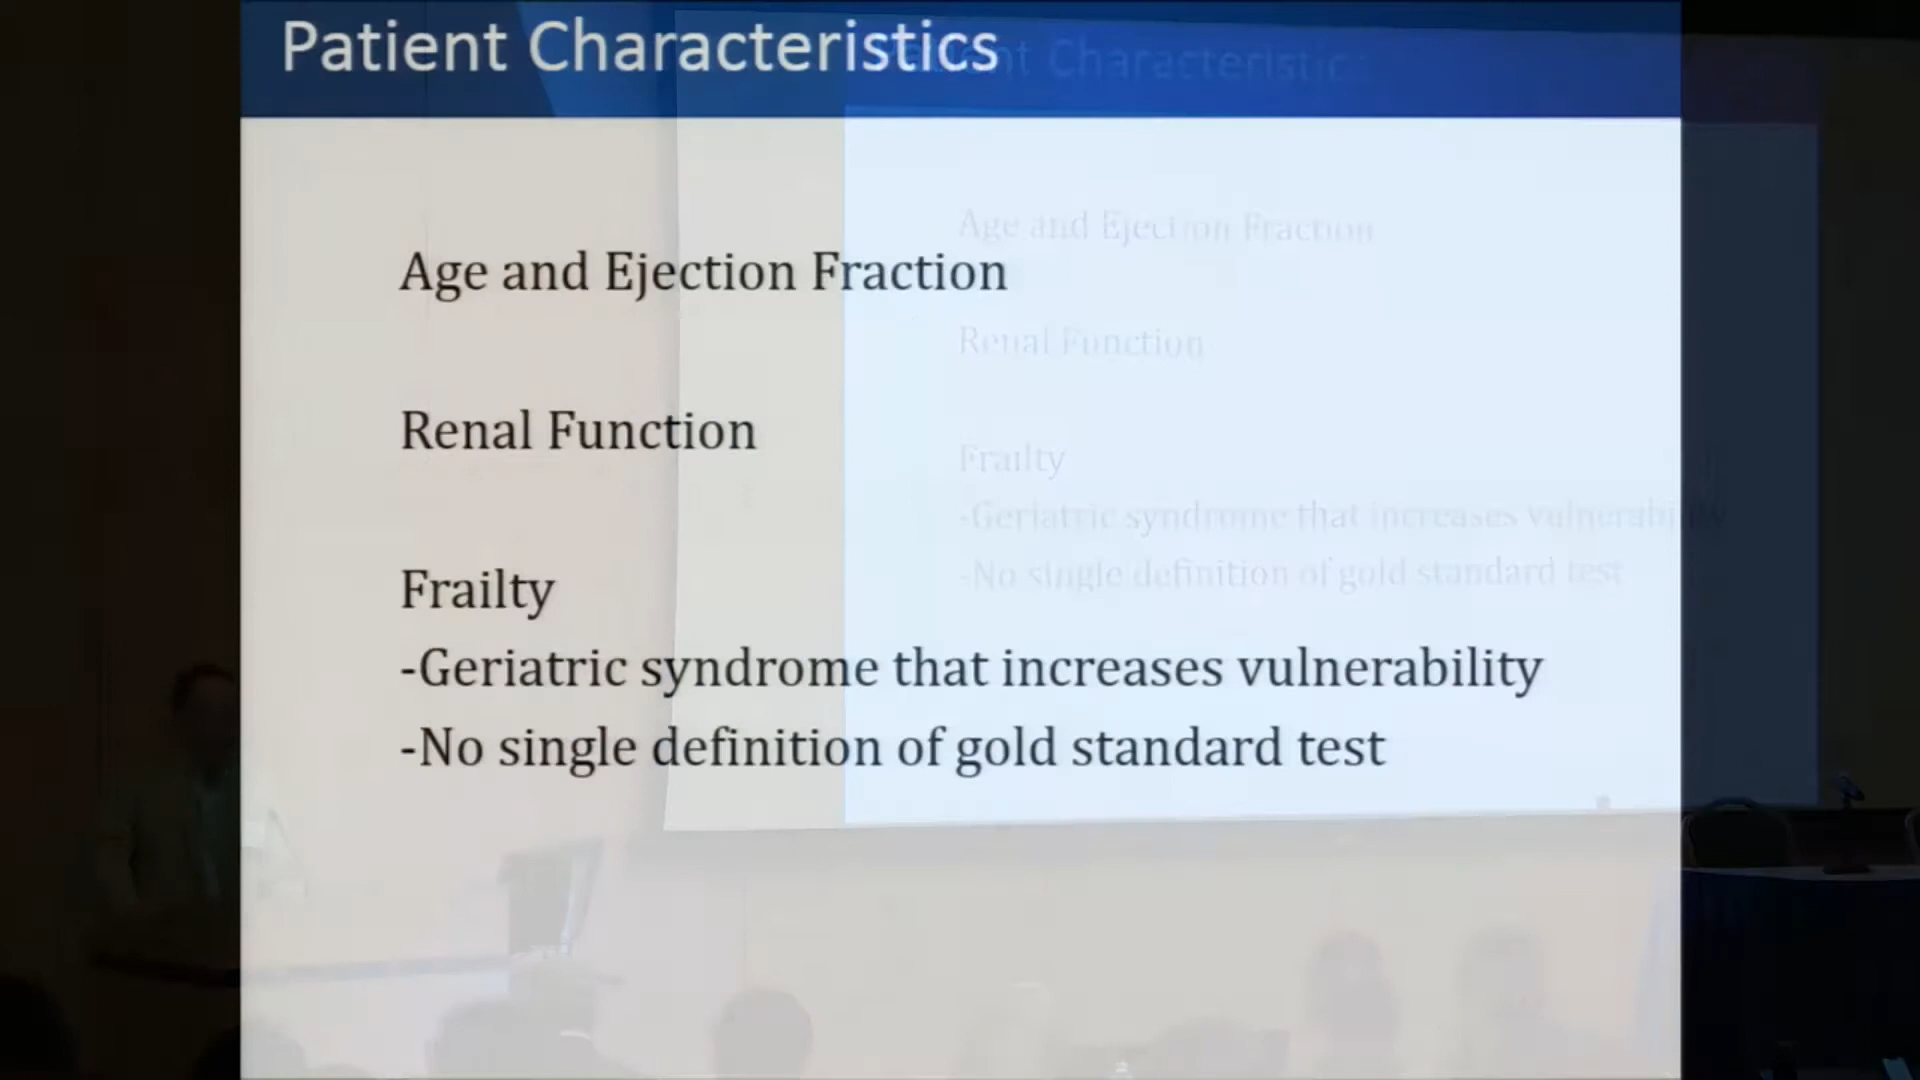 Patient Characteristics
Age and Ejection Fraction
Renal Function
Frailty
-Geriatric syndrome that increases vulnerability
-No single definition of gold standard test